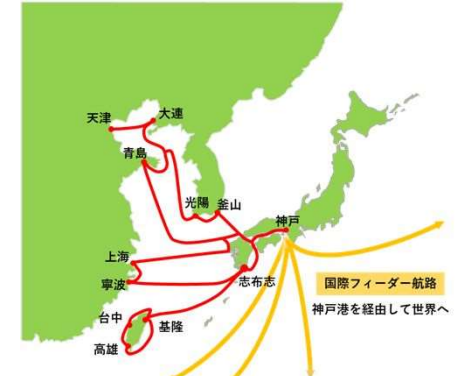 天津
大連
青島
光陽
釜山
神戸
上海
寧波
志布志
台中
基隆
高雄
国際フィーダー航路
神戸港を経由して世界へ